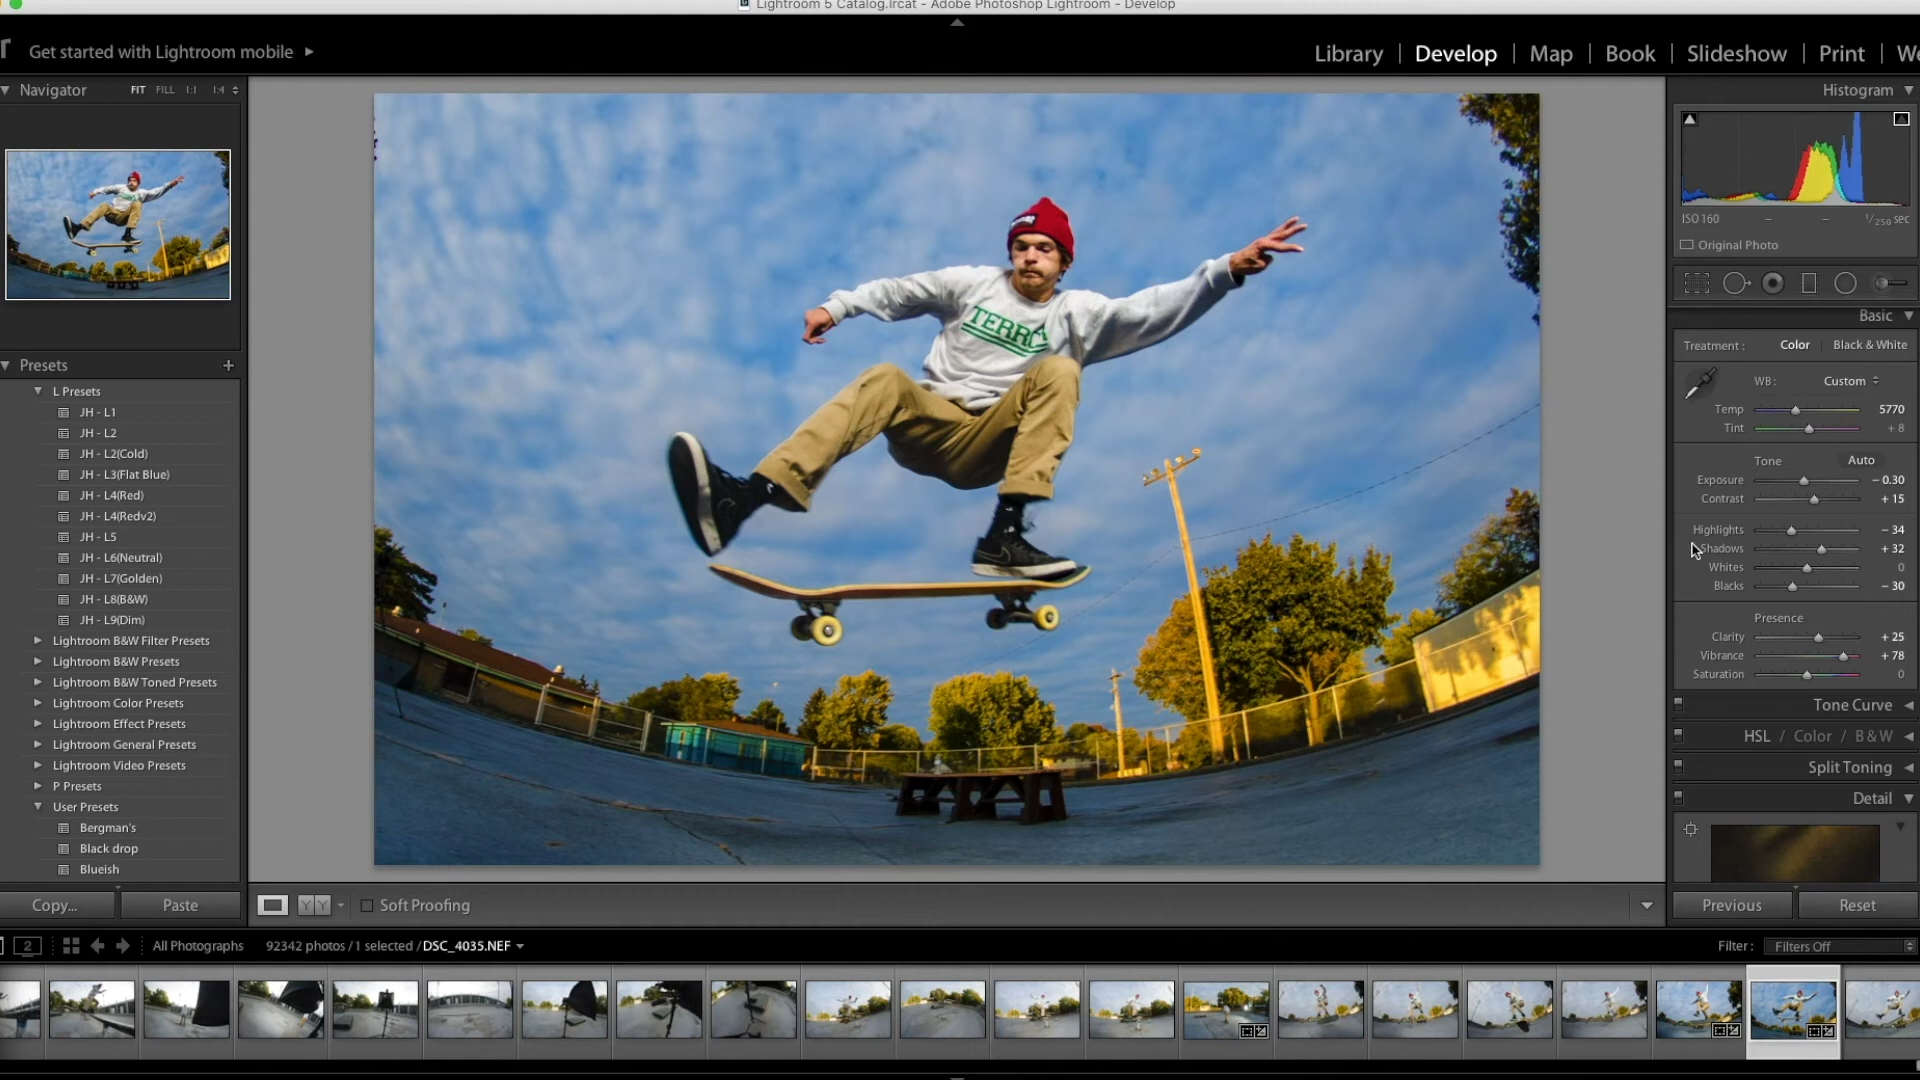 Lightroom 5 Catalog.lrcat - Adobe Photoshop Lightroom - Develop
Get started with Lightroom mobile
Library | Develop | Map | Book | Slideshow | Print | We
Navigator FIT FILL 1:1 1:4
Histogram
ISO 160 – – 1/250 sec
Original Photo
Basic
Treatment : Color | Black & White
WB : Custom
Temp 5770
Tint + 8
Tone Auto
Exposure – 0.30
Contrast + 15
Highlights – 34
Shadows + 32
Whites 0
Blacks – 30
Presence
Clarity + 25
Vibrance + 78
Saturation 0
Tone Curve
HSL / Color / B & W
Split Toning
Detail
Previous Reset
Presets +
L Presets
JH - L1
JH - L2
JH - L2(Cold)
JH - L3(Flat Blue)
JH - L4(Red)
JH - L4(Redv2)
JH - L5
JH - L6(Neutral)
JH - L7(Golden)
JH - L8(B&W)
JH - L9(Dim)
Lightroom B&W Filter Presets
Lightroom B&W Presets
Lightroom B&W Toned Presets
Lightroom Color Presets
Lightroom Effect Presets
Lightroom General Presets
Lightroom Video Presets
P Presets
User Presets
Bergman's
Black drop
Blueish
Copy... Paste
YY Soft Proofing
2 All Photographs 92342 photos / 1 selected / DSC_4035.NEF
Filter : Filters Off